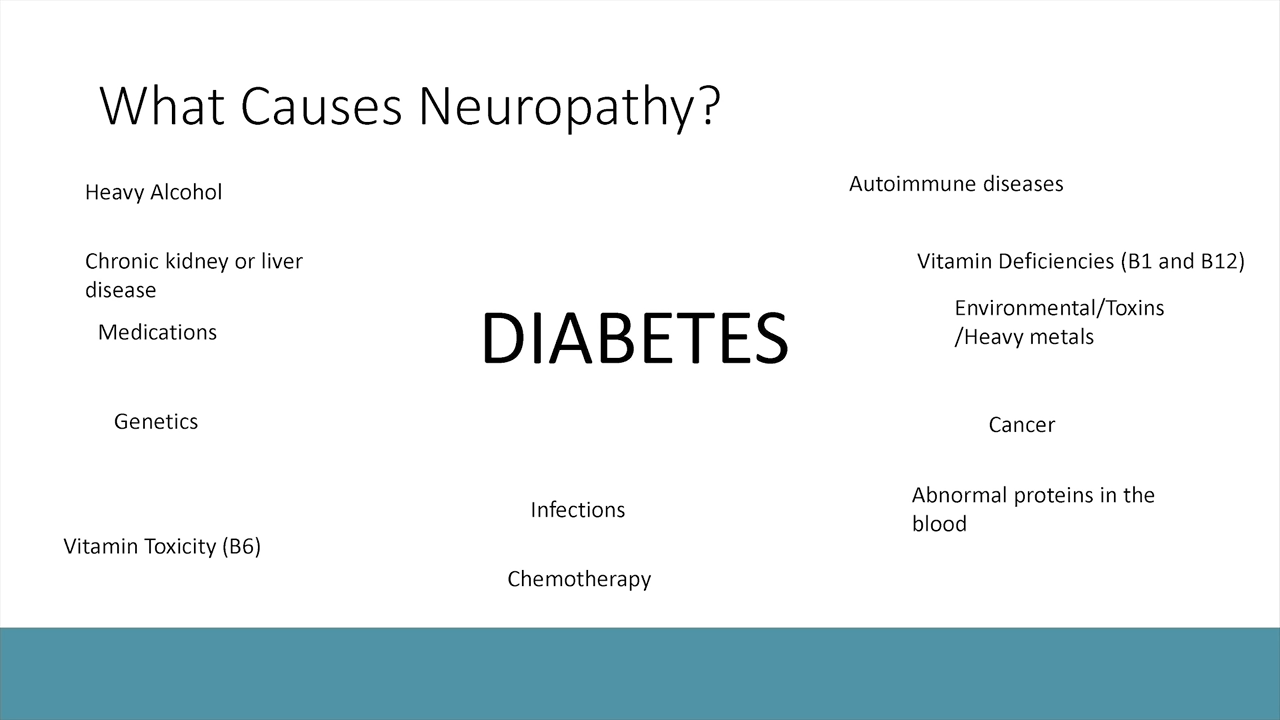 What Causes Neuropathy?
Heavy Alcohol
Autoimmune diseases
Chronic kidney or liver
disease
Vitamin Deficiencies (B1 and B12)
Medications
DIABETES
Environmental/Toxins
/Heavy metals
Genetics
Cancer
Infections
Abnormal proteins in the
blood
Vitamin Toxicity (B6)
Chemotherapy